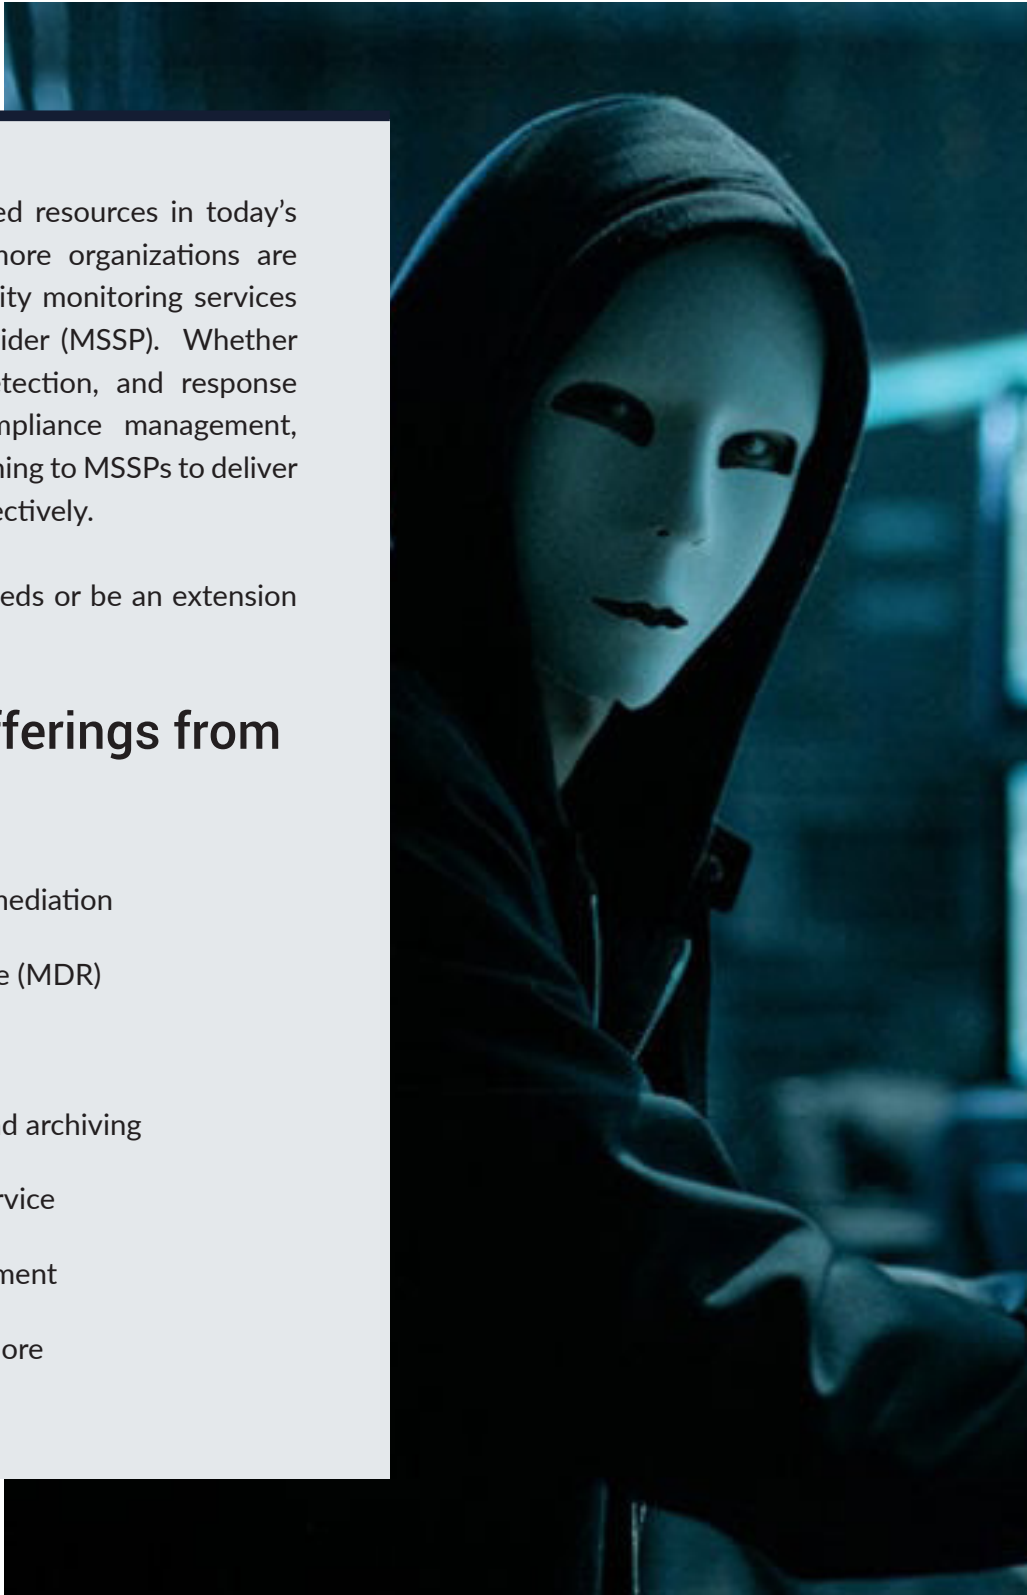 ed resources in today's
more organizations are
ity monitoring services
ider (MSSP). Whether
etection, and response
mpliance management,
ning to MSSPs to deliver
ectively.
eds or be an extension
fferings from
mediation
e (MDR)
d archiving
rvice
ment
ore